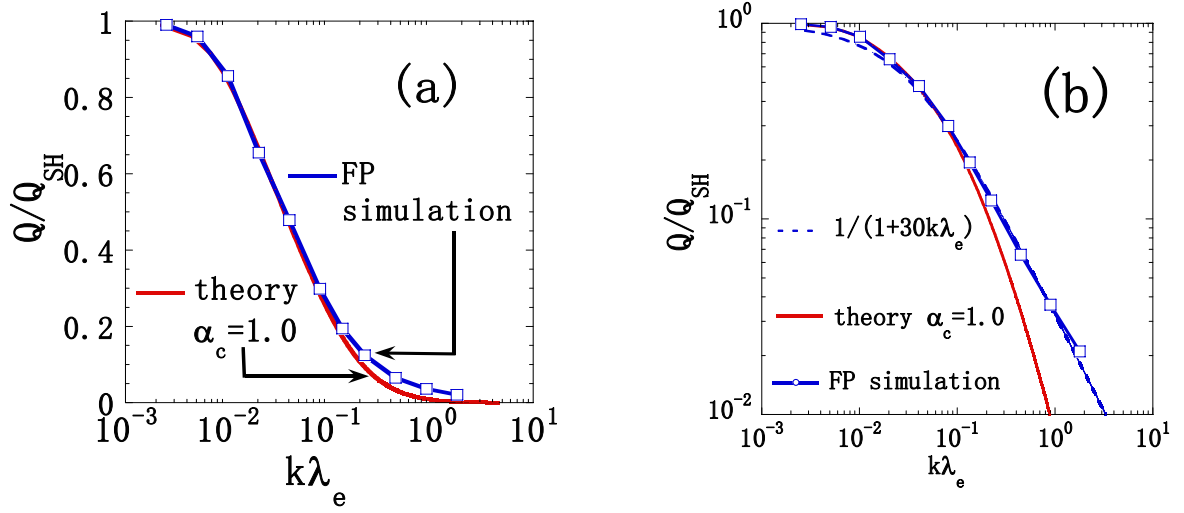 (a)
Q/Q_SH
1
0.8
0.6
0.4
0.2
0
FP
simulation
theory
α_c=1.0
10^-3
10^-2
10^-1
10^0
10^1
kλ_e
(b)
Q/Q_SH
10^0
10^-1
10^-2
1/(1+30kλ_e)
theory α_c=1.0
FP simulation
10^-3
10^-2
10^-1
10^0
10^1
kλ_e